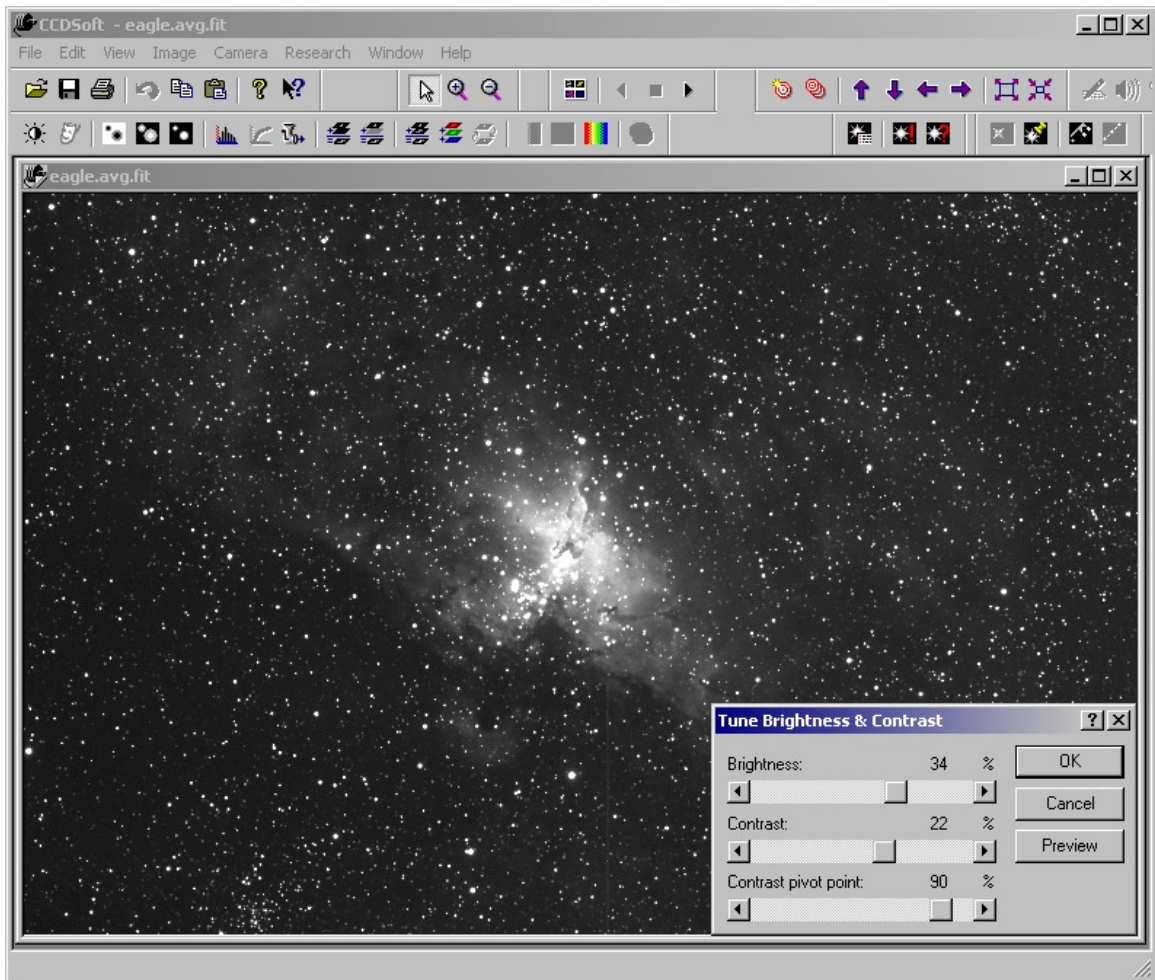 CCDSoft - eagle.avg.fit
File Edit View Image Camera Research Window Help
eagle.avg.fit
Tune Brightness & Contrast
Brightness: 34 %
OK
Cancel
Contrast: 22 %
Preview
Contrast pivot point: 90 %